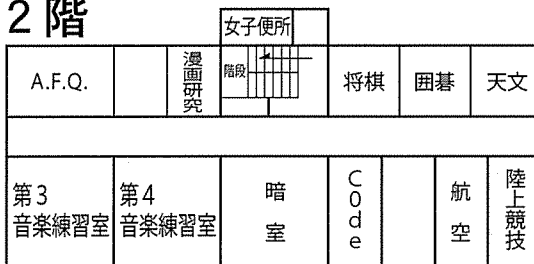 2階
女子便所
A.F.Q.
漫画研究
階段
将棋
囲碁
天文
第3
音楽練習室
第4
音楽練習室
暗室
Code
航空
陸上競技